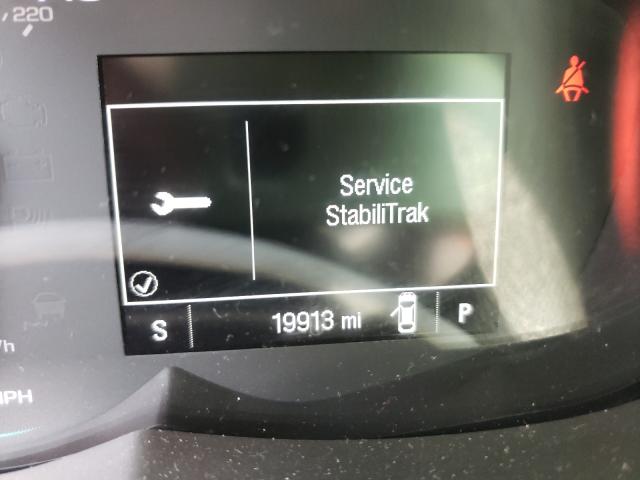 220
Service
StabiliTrak
S 19913 mi P
/h
MPH